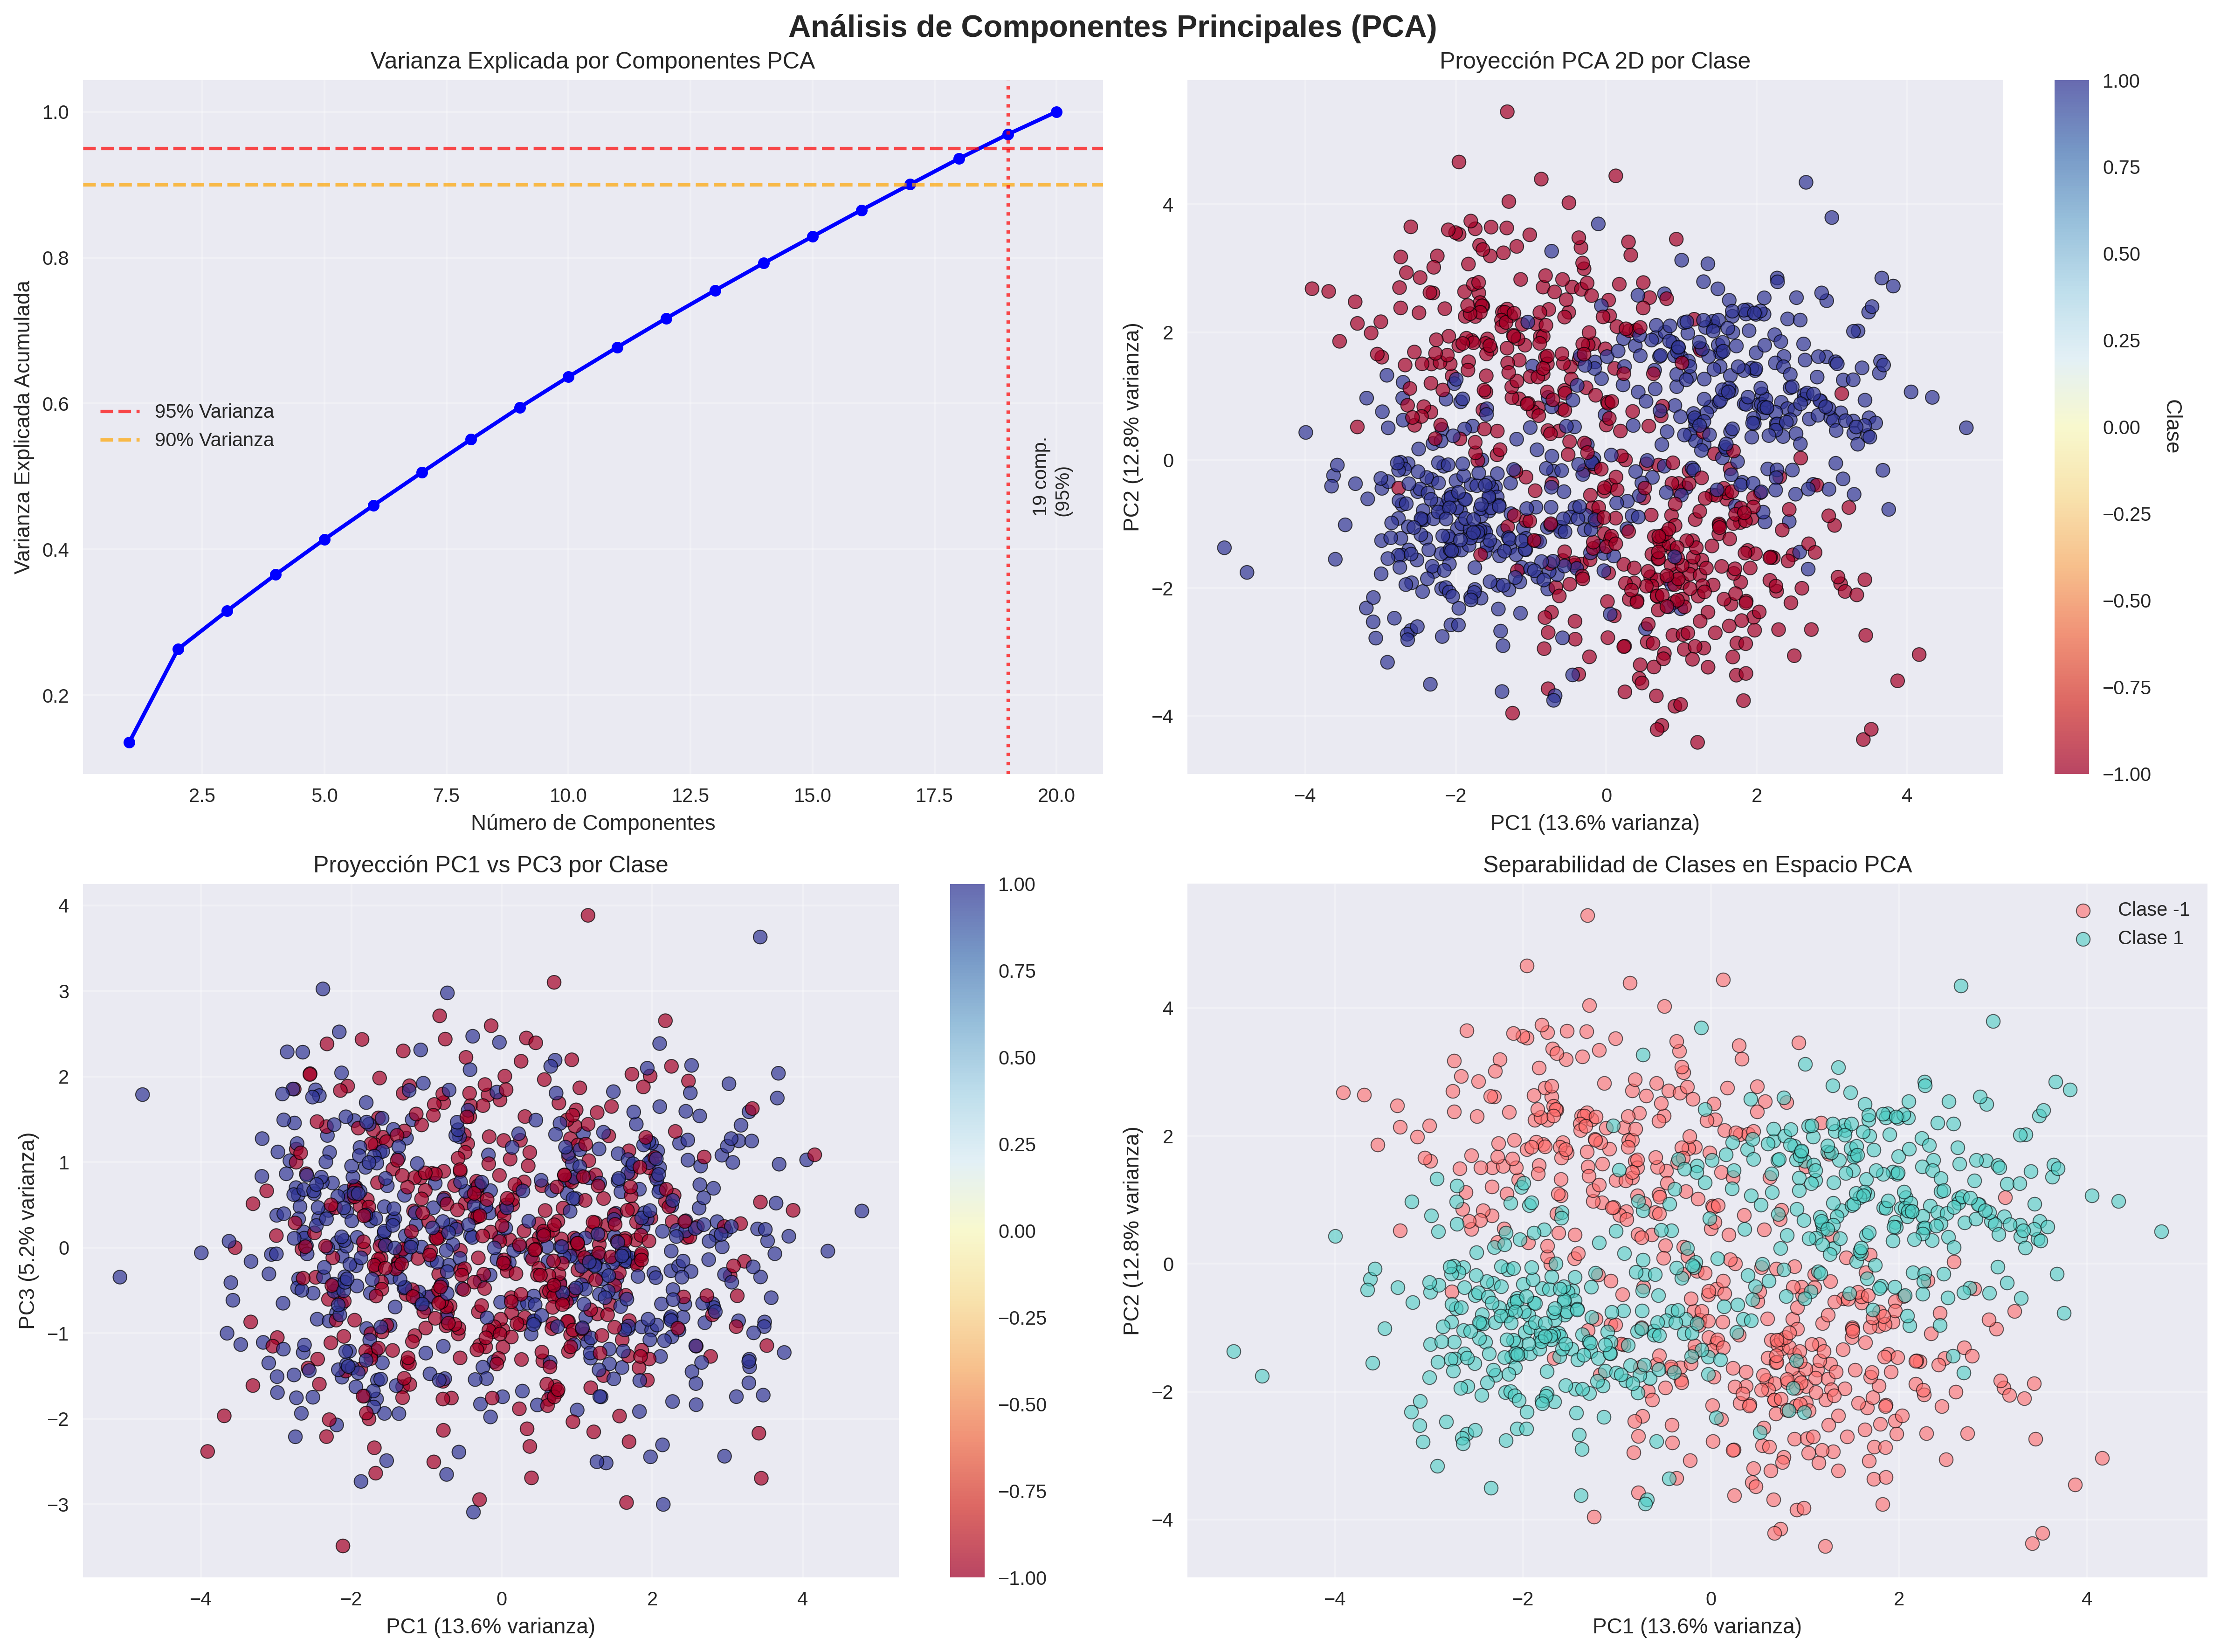 Análisis de Componentes Principales (PCA)
Varianza Explicada por Componentes PCA
Varianza Explicada Acumulada
1.0
0.8
0.6
0.4
0.2
95% Varianza
90% Varianza
19 comp.
(95%)
2.5 5.0 7.5 10.0 12.5 15.0 17.5 20.0
Número de Componentes
Proyección PCA 2D por Clase
PC2 (12.8% varianza)
4
2
0
−2
−4
−4 −2 0 2 4
PC1 (13.6% varianza)
1.00
0.75
0.50
0.25
0.00
−0.25
−0.50
−0.75
−1.00
Clase
Proyección PC1 vs PC3 por Clase
PC3 (5.2% varianza)
4
3
2
1
0
−1
−2
−3
−4 −2 0 2 4
PC1 (13.6% varianza)
1.00
0.75
0.50
0.25
0.00
−0.25
−0.50
−0.75
−1.00
Separabilidad de Clases en Espacio PCA
PC2 (12.8% varianza)
4
2
0
−2
−4
Clase -1
Clase 1
−4 −2 0 2 4
PC1 (13.6% varianza)